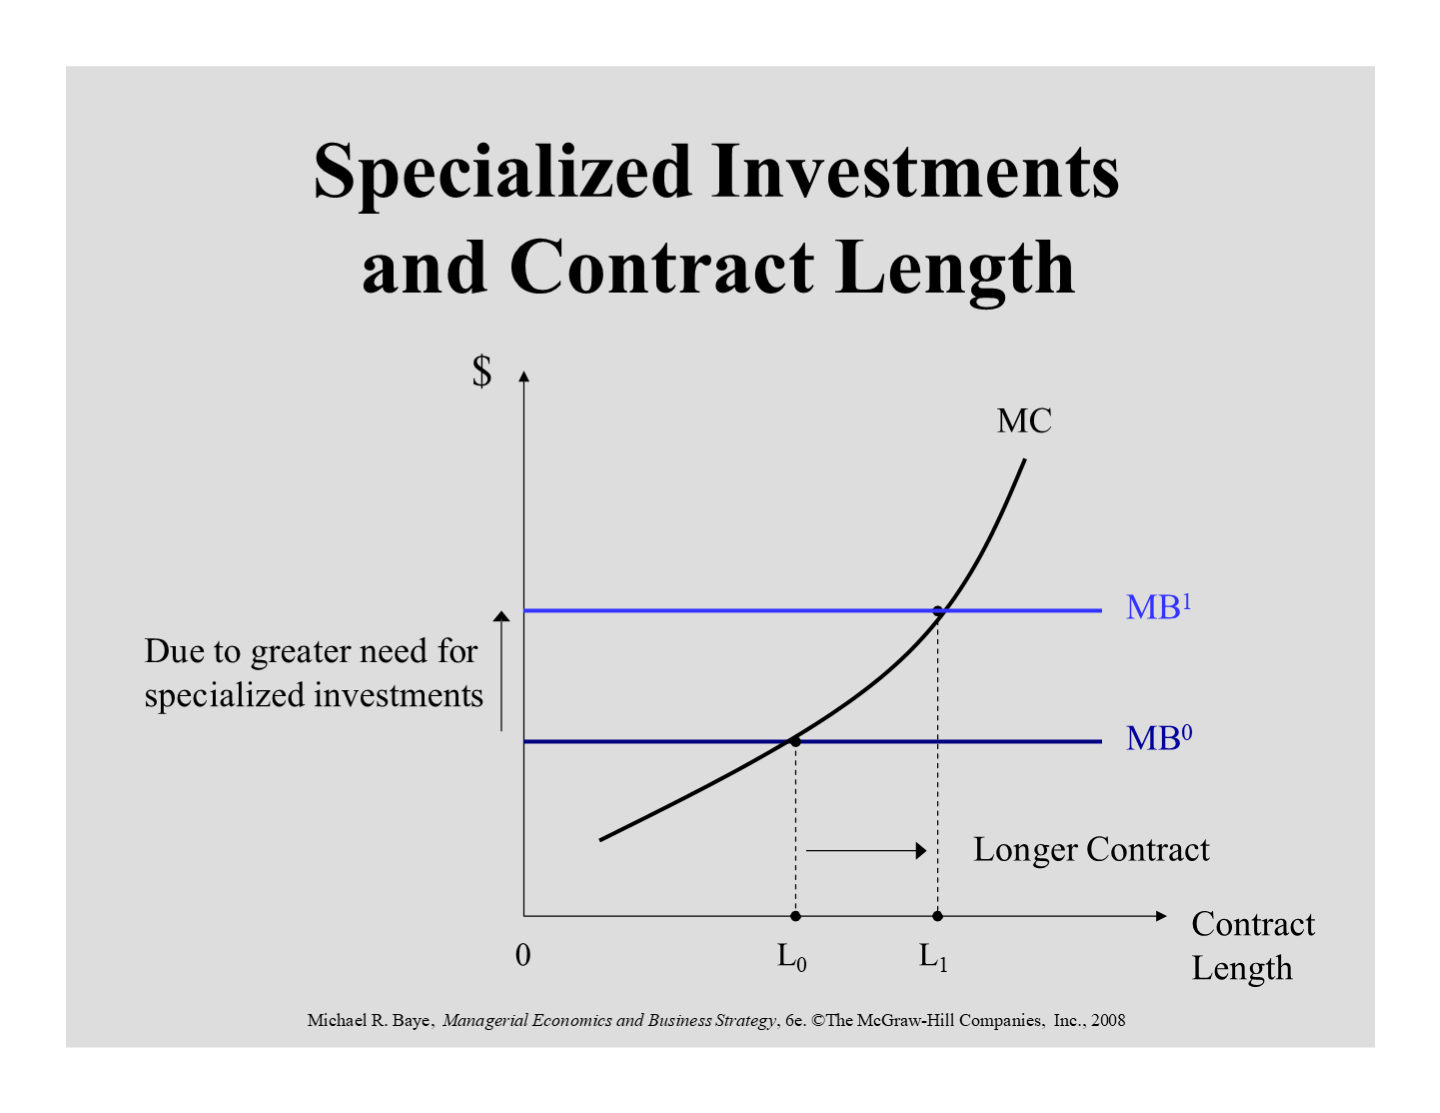 Specialized Investments
and Contract Length
$
MC
MB¹
Due to greater need for
specialized investments
MB⁰
Longer Contract
Contract
Length
0
L₀
L₁
Michael R. Baye, Managerial Economics and Business Strategy, 6e. ©The McGraw-Hill Companies, Inc., 2008